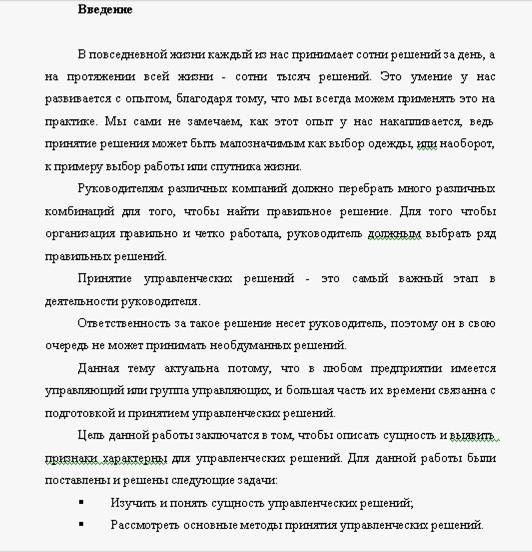 Введение
В повседневной жизни каждый из нас принимает сотни решений за день, а
на протяжении всей жизни - сотни тысяч решений. Это умение у нас
развивается с опытом, благодаря тому, что мы всегда можем применять это на
практике. Мы сами не замечаем, как этот опыт у нас накапливается, ведь
принятие решения может быть малозначимым как выбор одежды, или наоборот,
к примеру выбор работы или спутника жизни.
Руководителям различных компаний должно перебрать много различных
комбинаций для того, чтобы найти правильное решение. Для того чтобы
организация правильно и четко работала, руководитель должным выбрать ряд
правильных решений.
Принятие управленческих решений - это самый важный этап в
деятельности руководителя.
Ответственность за такое решение несет руководитель, поэтому он в свою
очередь не может принимать необдуманных решений.
Данная тему актуальна потому, что в любом предприятии имеется
управляющий или группа управляющих, и большая часть их времени связанна с
подготовкой и принятием управленческих решений.
Цель данной работы заключатся в том, чтобы описать сущность и выявить
признаки характерны для управленческих решений. Для данной работы были
поставлены и решены следующие задачи:
▪ Изучить и понять сущность управленческих решений;
▪ Рассмотреть основные методы принятия управленческих решений.